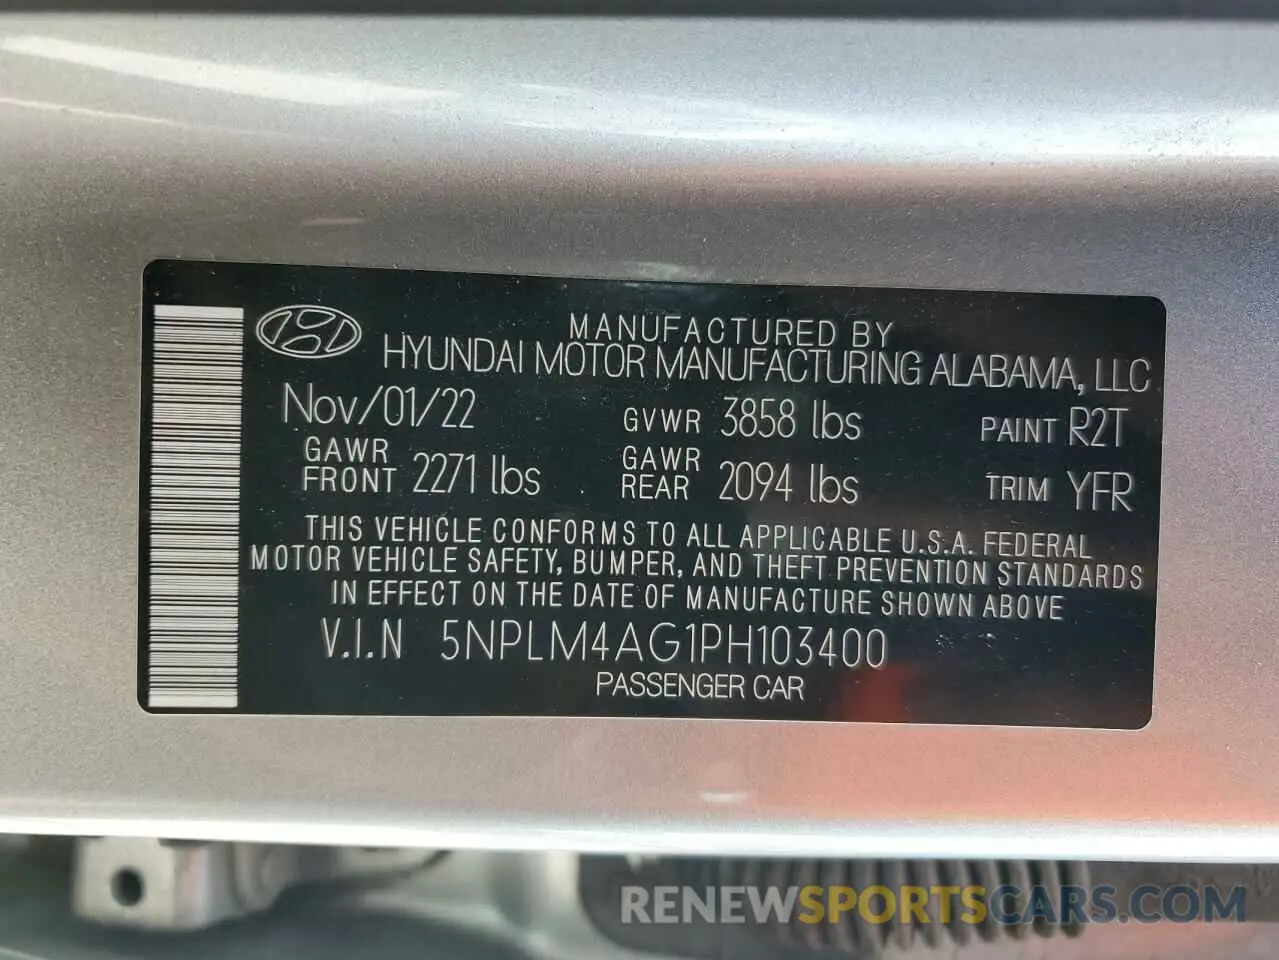 MANUFACTURED BY
HYUNDAI MOTOR MANUFACTURING ALABAMA, LLC
Nov/01/22 GVWR 3858 lbs PAINT R2T
GAWR FRONT 2271 lbs GAWR REAR 2094 lbs TRIM YFR
THIS VEHICLE CONFORMS TO ALL APPLICABLE U.S.A. FEDERAL
MOTOR VEHICLE SAFETY, BUMPER, AND THEFT PREVENTION STANDARDS
IN EFFECT ON THE DATE OF MANUFACTURE SHOWN ABOVE
V.I.N 5NPLM4AG1PH103400
PASSENGER CAR
RENEWSPORTSCARS.COM